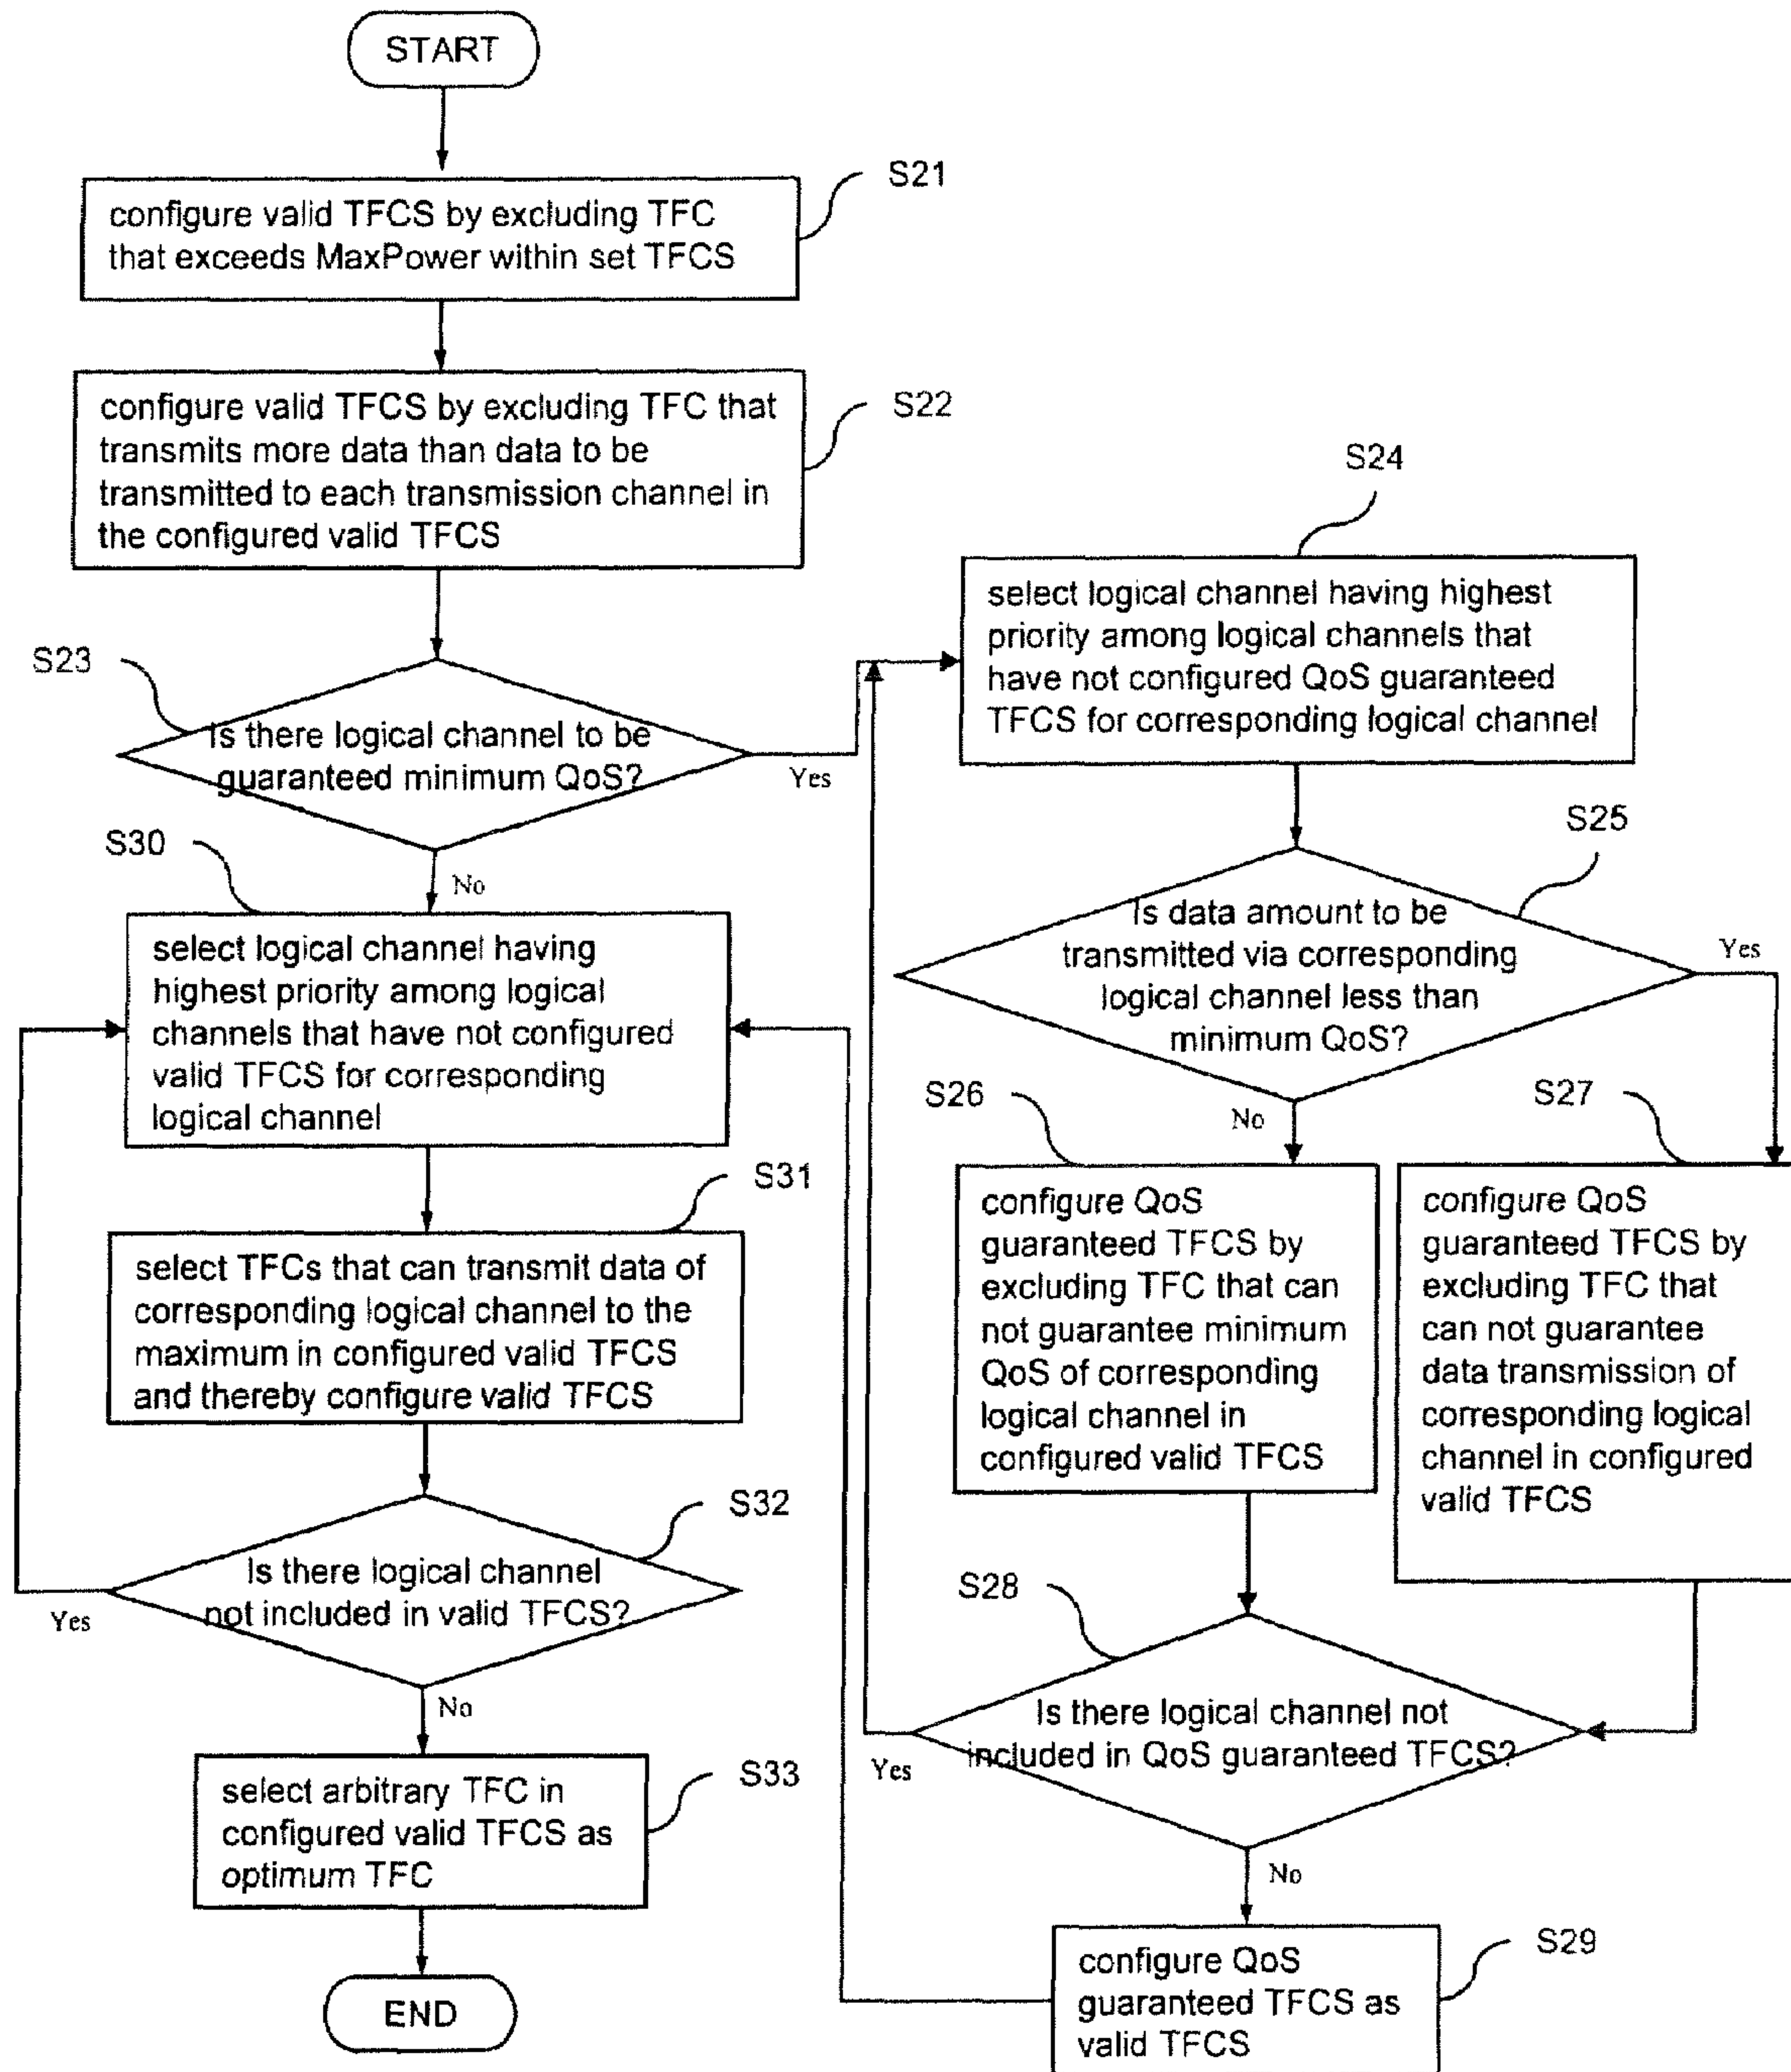 START
S21
configure valid TFCS by excluding TFC
that exceeds MaxPower within set TFCS
S22
configure valid TFCS by excluding TFC that
transmits more data than data to be
transmitted to each transmission channel in
the configured valid TFCS
S23
Is there logical channel to be
guaranteed minimum QoS?
Yes
No
S24
select logical channel having highest
priority among logical channels that
have not configured QoS guaranteed
TFCS for corresponding logical channel
S25
Is data amount to be
transmitted via corresponding
logical channel less than
minimum QoS?
Yes
No
S26
configure QoS
guaranteed TFCS by
excluding TFC that can
not guarantee minimum
QoS of corresponding
logical channel in
configured valid TFCS
S27
configure QoS
guaranteed TFCS by
excluding TFC that
can not guarantee
data transmission of
corresponding logical
channel in configured
valid TFCS
S28
Is there logical channel not
included in QoS guaranteed TFCS?
Yes
No
S29
configure QoS
guaranteed TFCS as
valid TFCS
S30
select logical channel having
highest priority among logical
channels that have not configured
valid TFCS for corresponding
logical channel
S31
select TFCs that can transmit data of
corresponding logical channel to the
maximum in configured valid TFCS
and thereby configure valid TFCS
S32
Is there logical channel
not included in valid TFCS?
Yes
No
S33
select arbitrary TFC in
configured valid TFCS as
optimum TFC
END